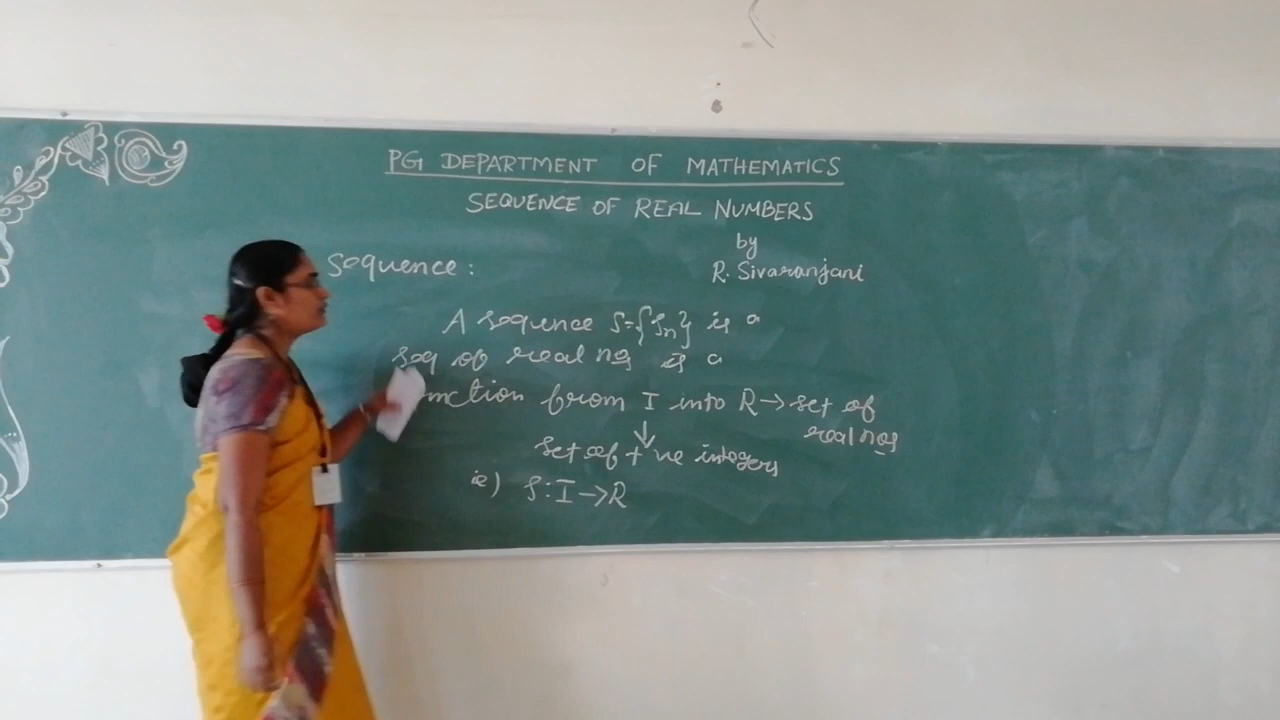 PG DEPARTMENT OF MATHEMATICS
SEQUENCE OF REAL NUMBERS
by
R. Sivaranjani
Sequence :
A sequence S={Sn} is a
seq of real nos is a
unction from I into R→set of
real nos
↓
set of +ve integers
ie) S:I→R